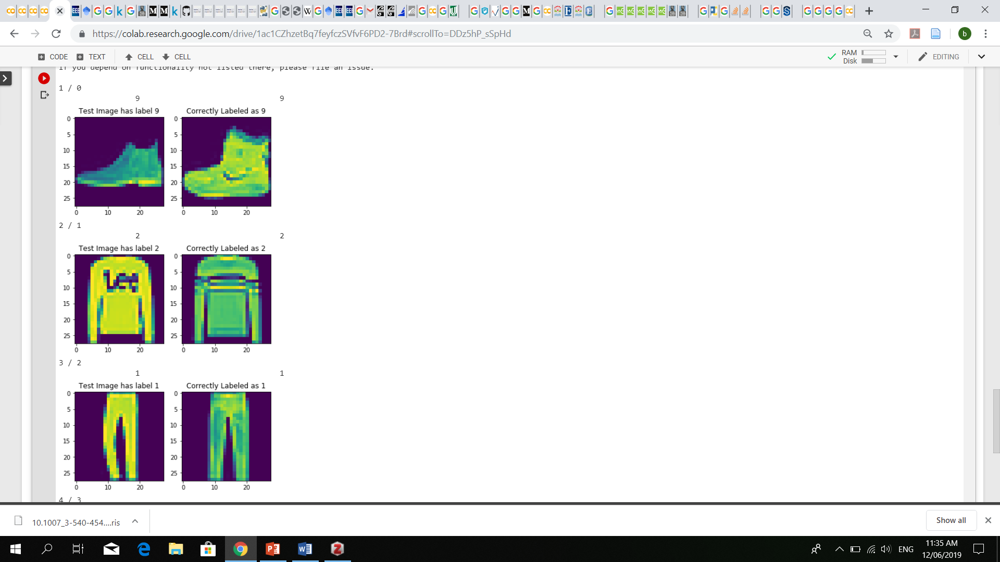 https://colab.research.google.com/drive/1ac1CZhzetBq7feyfczSVfvF6PD2-7Brd#scrollTo=DDz5hP_sSpHd
b
CODE TEXT CELL CELL RAM Disk EDITING
If you depend on functionality not listed there, please file an issue.
1 / 0
9 9
Test Image has label 9 Correctly Labeled as 9
0 0
5 5
10 10
15 15
20 20
25 25
0 10 20 0 10 20
2 / 1
2 2
Test Image has label 2 Correctly Labeled as 2
0 0
5 5
10 10
15 15
20 20
25 25
0 10 20 0 10 20
3 / 2
1 1
Test Image has label 1 Correctly Labeled as 1
0 0
5 5
10 10
15 15
20 20
25 25
0 10 20 0 10 20
4 / 3
10.1007_3-540-454....ris Show all
ENG 11:35 AM
12/06/2019